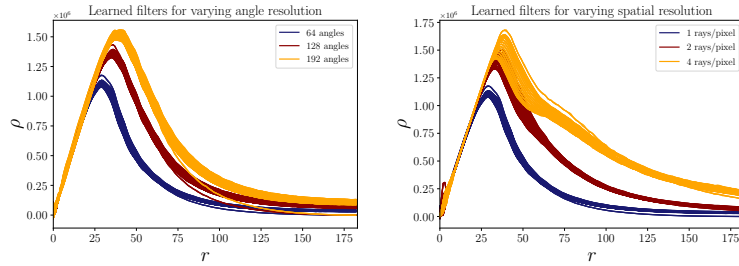 Learned filters for varying angle resolution
×10⁶
1.50
1.25
1.00
0.75
0.50
0.25
0.00
ρ
0 25 50 75 100 125 150 175
r
64 angles
128 angles
192 angles
Learned filters for varying spatial resolution
×10⁶
1.75
1.50
1.25
1.00
0.75
0.50
0.25
0.00
ρ
0 25 50 75 100 125 150 175
r
1 rays/pixel
2 rays/pixel
4 rays/pixel